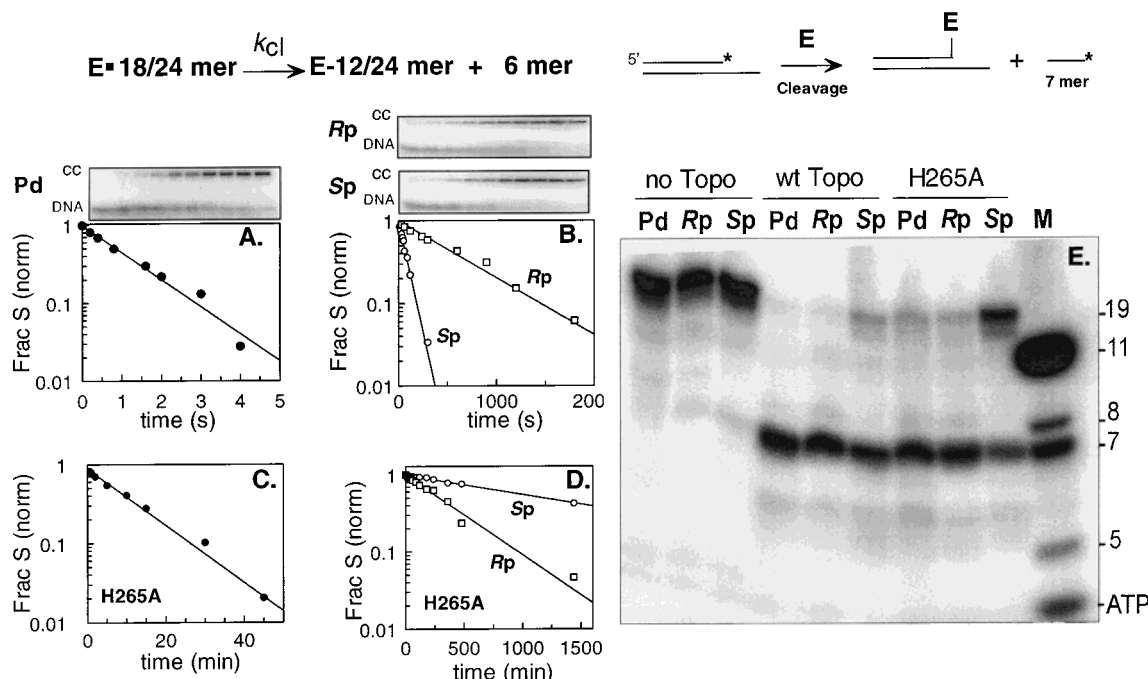 E▪18/24 mer kCl E-12/24 mer + 6 mer
5' * E Cleavage E + * 7 mer
Rp CC DNA
Pd CC DNA
Sp CC DNA
A.
Frac S (norm)
1
0.1
0.01
0 1 2 3 4 5
time (s)
B.
Frac S (norm)
1
0.1
0.01
Rp
Sp
0 1000 200
time (s)
C.
Frac S (norm)
1
0.1
0.01
H265A
0 20 40
time (min)
D.
Frac S (norm)
1
0.1
0.01
Sp
Rp
H265A
0 500 1000 1500
time (min)
no Topo wt Topo H265A
Pd Rp Sp Pd Rp Sp Pd Rp Sp M
E.
19
11
8
7
5
ATP